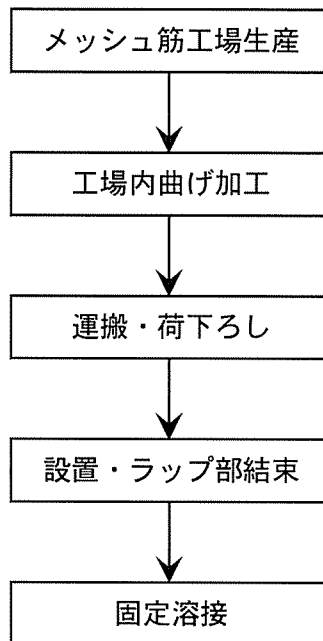 メッシュ筋工場生産
工場内曲げ加工
運搬・荷下ろし
設置・ラップ部結束
固定溶接